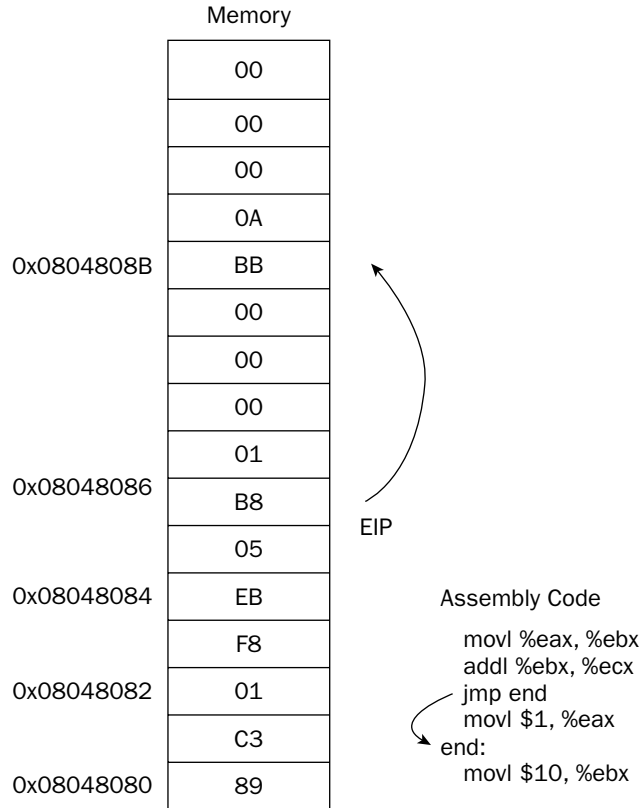 Memory
00
00
00
0A
0x0804808B BB
00
00
00
01
0x08048086 B8
EIP
05
0x08048084 EB
F8
0x08048082 01
C3
0x08048080 89
Assembly Code
movl %eax, %ebx
addl %ebx, %ecx
jmp end
movl $1, %eax
end:
movl $10, %ebx